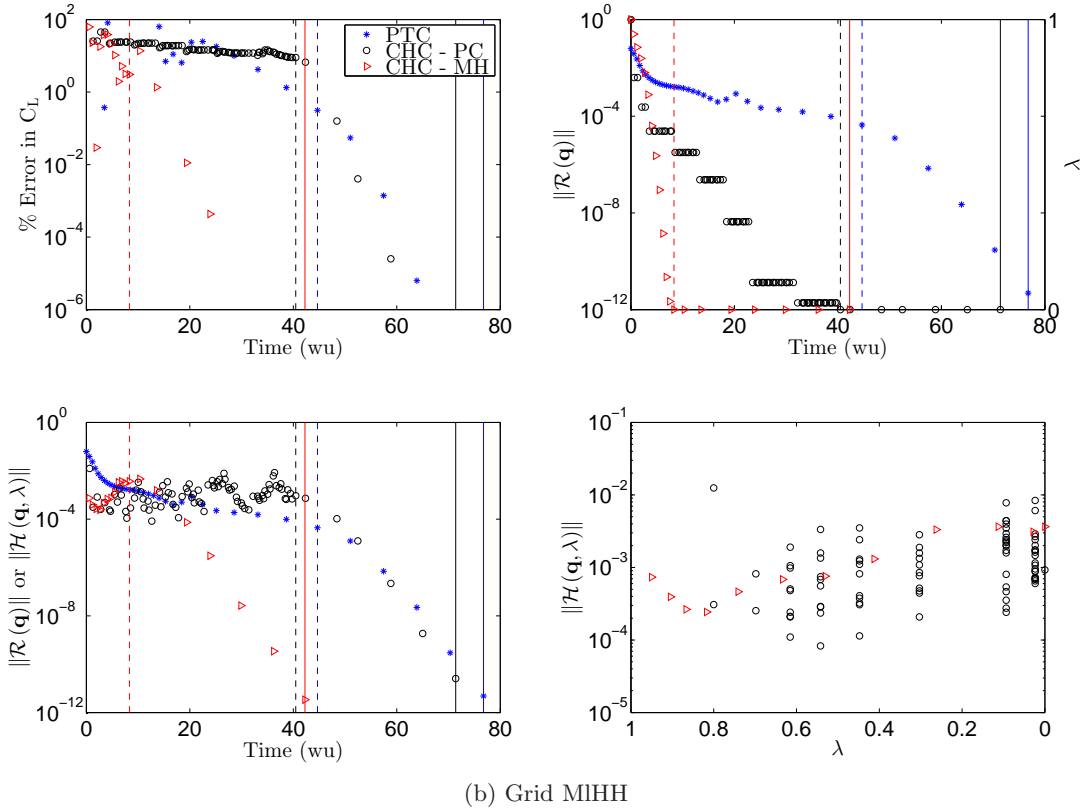 10^2
10^0
10^-2
10^-4
10^-6
% Error in C_L
0 20 40 60 80
Time (wu)
PTC
CHC - PC
CHC - MH
10^0
10^-4
10^-8
10^-12
||R(q)||
0 20 40 60 80
Time (wu)
1
0
λ
10^0
10^-4
10^-8
10^-12
||R(q)|| or ||H(q, λ)||
0 20 40 60 80
Time (wu)
10^-1
10^-2
10^-3
10^-4
10^-5
||H(q, λ)||
1 0.8 0.6 0.4 0.2 0
λ
(b) Grid MlHH